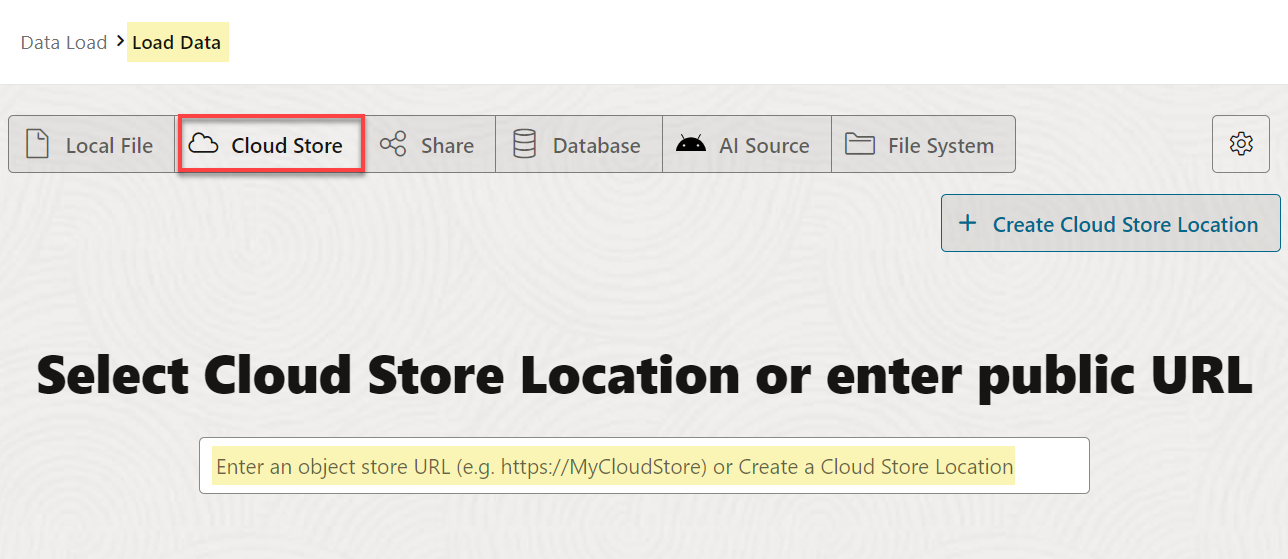 Data Load > Load Data
Local File Cloud Store Share Database AI Source File System
+ Create Cloud Store Location
Select Cloud Store Location or enter public URL
Enter an object store URL (e.g. https://MyCloudStore) or Create a Cloud Store Location